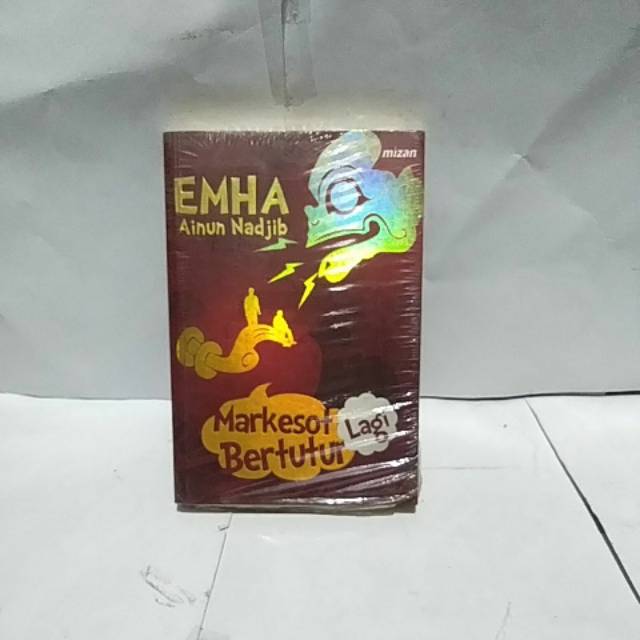 mizan
EMHA
Ainun Nadjib
Markesot
Bertutur
Lagi